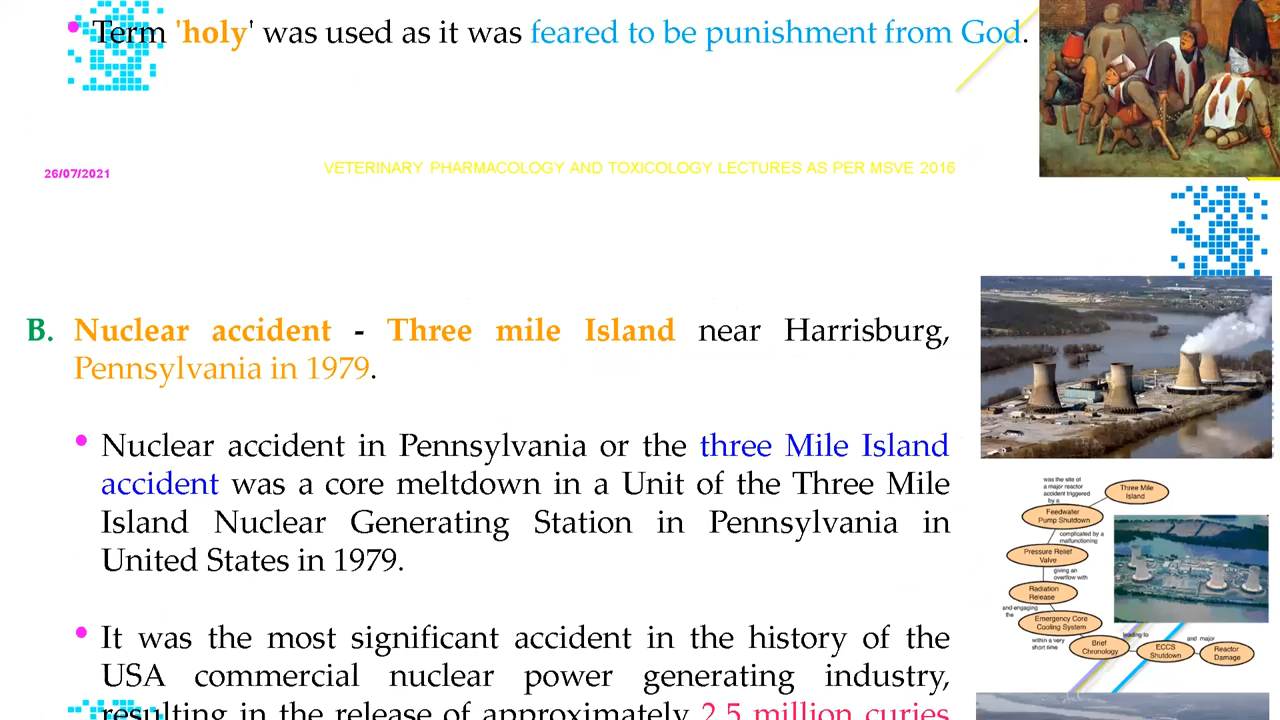 • Term 'holy' was used as it was feared to be punishment from God.
26/07/2021
VETERINARY PHARMACOLOGY AND TOXICOLOGY LECTURES AS PER MSVE 2016
B. Nuclear accident - Three mile Island near Harrisburg,
Pennsylvania in 1979.
• Nuclear accident in Pennsylvania or the three Mile Island
accident was a core meltdown in a Unit of the Three Mile
Island Nuclear Generating Station in Pennsylvania in
United States in 1979.
• It was the most significant accident in the history of the
USA commercial nuclear power generating industry,
resulting in the release of approximately 2.5 million curies
was the site of
a major reactor
accident triggered
by a
Three Mile
Island
Feedwater
Pump Shutdown
complicated by a
malfunctioning
Pressure Relief
Valve
giving an
overflow with
Radiation
Release
and engaging
the
Emergency Core
Cooling System
within a very
short time
Brief
Chronology
leading to
ECCS
Shutdown
and major
Reactor
Damage